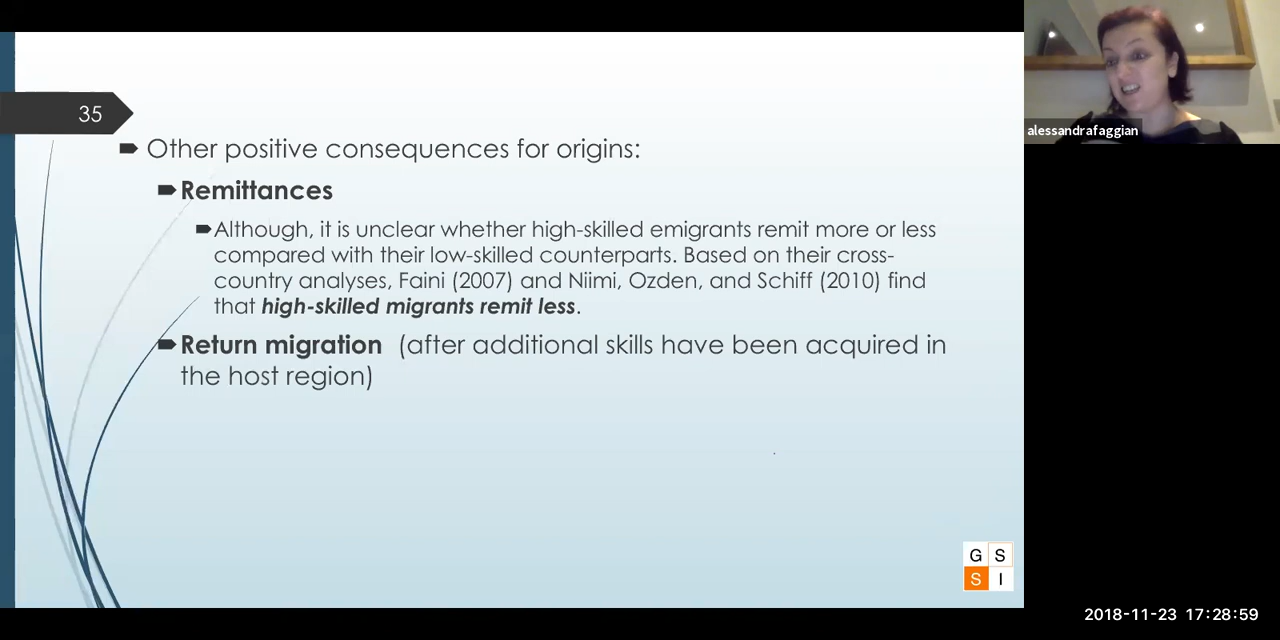 35
Other positive consequences for origins:
Remittances
Although, it is unclear whether high-skilled emigrants remit more or less
compared with their low-skilled counterparts. Based on their cross-
country analyses, Faini (2007) and Niimi, Ozden, and Schiff (2010) find
that high-skilled migrants remit less.
Return migration (after additional skills have been acquired in
the host region)
G S
S I
alessandrafaggian
2018-11-23 17:28:59